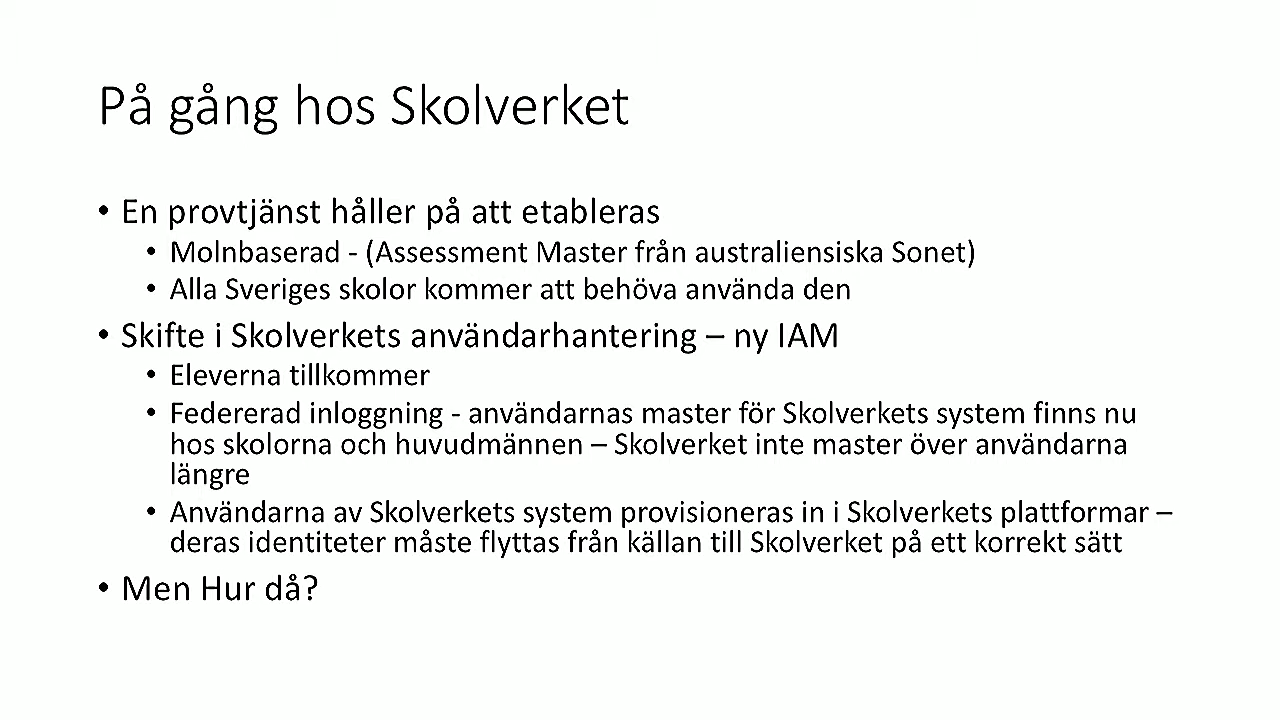 På gång hos Skolverket
• En provtjänst håller på att etableras
• Molnbaserad - (Assessment Master från australiensiska Sonet)
• Alla Sveriges skolor kommer att behöva använda den
• Skifte i Skolverkets användarhantering – ny IAM
• Eleverna tillkommer
• Federerad inloggning - användarnas master för Skolverkets system finns nu
hos skolorna och huvudmännen – Skolverket inte master över användarna
längre
• Användarna av Skolverkets system provisioneras in i Skolverkets plattformar –
deras identiteter måste flyttas från källan till Skolverket på ett korrekt sätt
• Men Hur då?